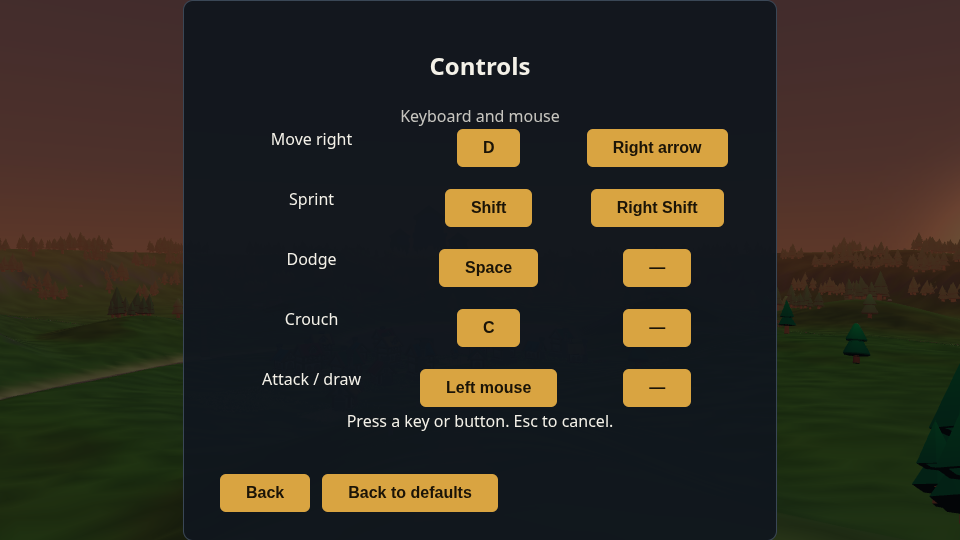 Controls
Keyboard and mouse
Move right D Right arrow
Sprint Shift Right Shift
Dodge Space —
Crouch C —
Attack / draw Left mouse —
Press a key or button. Esc to cancel.
Back Back to defaults